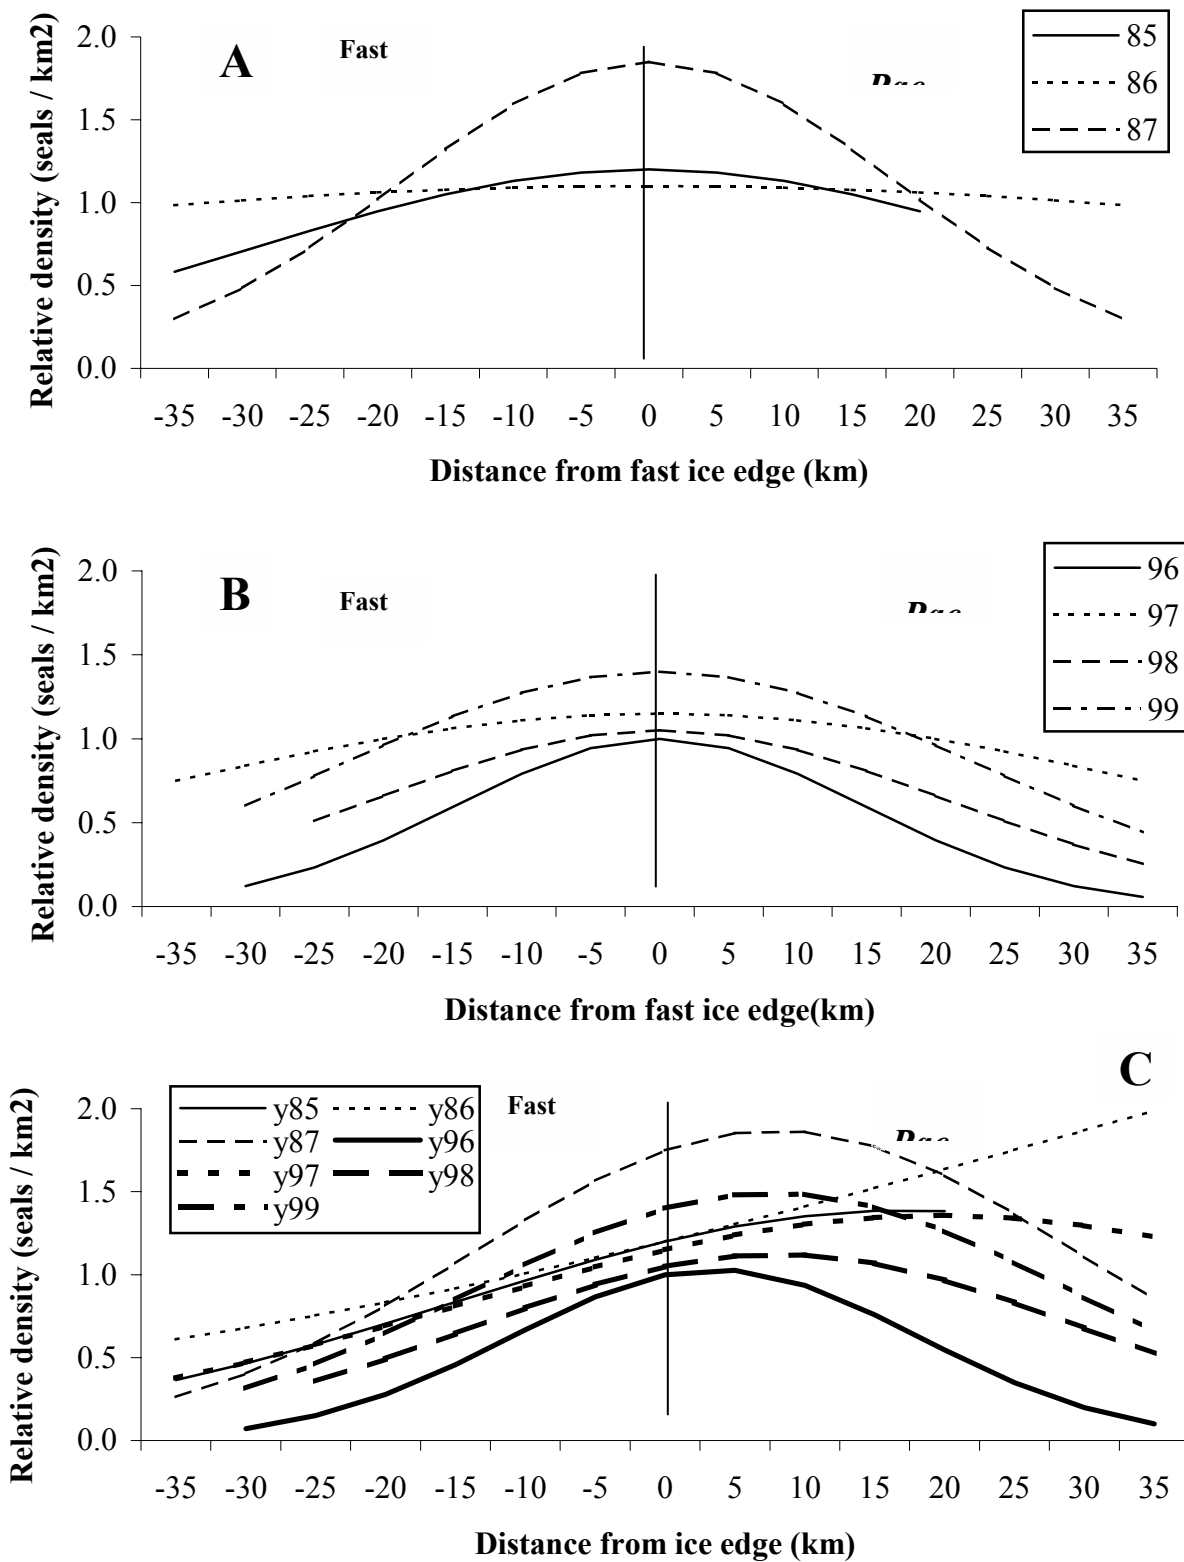 A
Fast
85
86
87
Relative density (seals / km2)
2.0
1.5
1.0
0.5
0.0
-35 -30 -25 -20 -15 -10 -5 0 5 10 15 20 25 30 35
Distance from fast ice edge (km)
B
Fast
96
97
98
99
Relative density (seals / km2)
2.0
1.5
1.0
0.5
0.0
-35 -30 -25 -20 -15 -10 -5 0 5 10 15 20 25 30 35
Distance from fast ice edge(km)
C
y85 y86
y87 y96
y97 y98
y99
Fast
Relative density (seals / km2)
2.0
1.5
1.0
0.5
0.0
-35 -30 -25 -20 -15 -10 -5 0 5 10 15 20 25 30 35
Distance from ice edge (km)